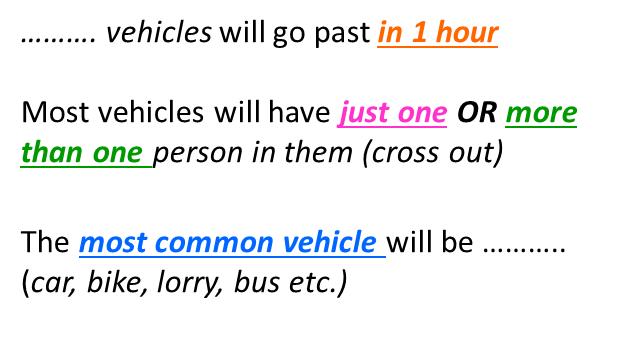 ………. vehicles will go past in 1 hour
Most vehicles will have just one OR more
than one person in them (cross out)
The most common vehicle will be ………..
(car, bike, lorry, bus etc.)